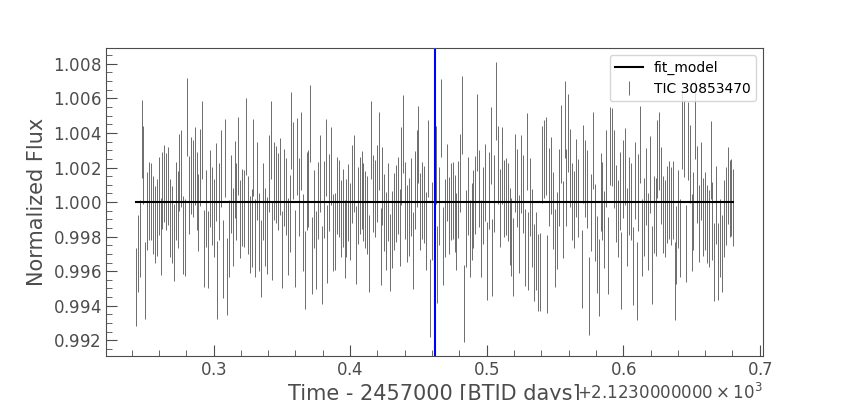 fit_model
TIC 30853470
1.008
1.006
1.004
1.002
1.000
0.998
0.996
0.994
0.992
Normalized Flux
0.3 0.4 0.5 0.6 0.7
Time - 2457000 [BTJD days]
+2.1230000000×10³